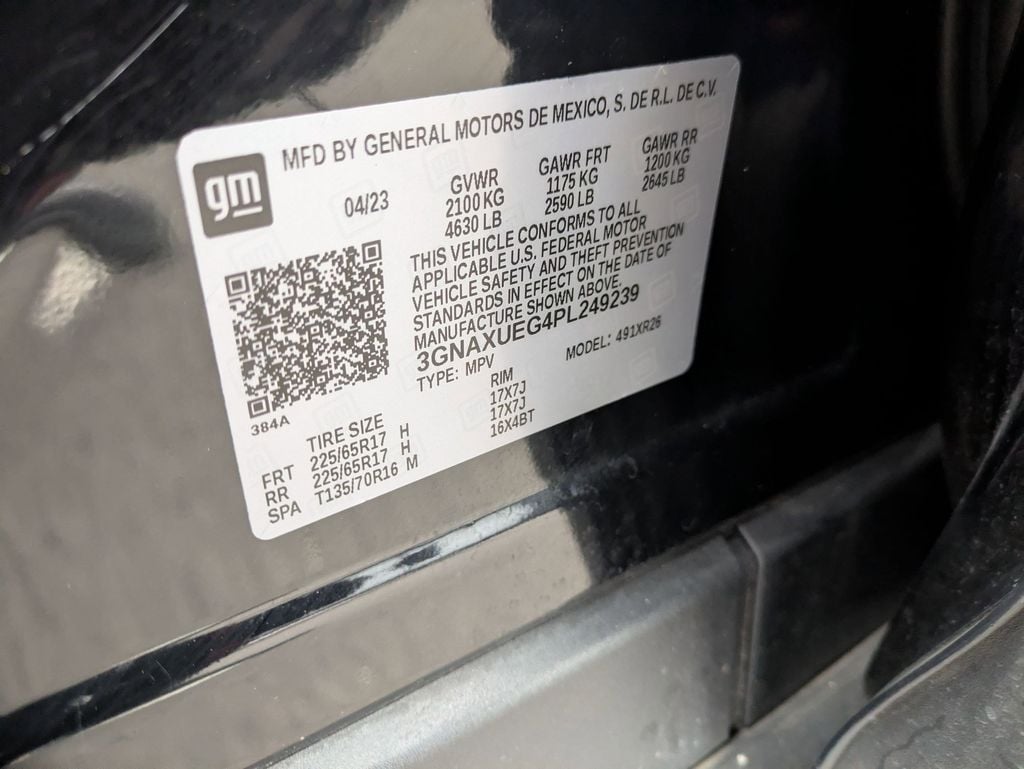 MFD BY GENERAL MOTORS DE MEXICO, S. DE R.L. DE C.V.
gm
04/23
GVWR
2100 KG
4630 LB
GAWR FRT
1175 KG
2590 LB
GAWR RR
1200 KG
2645 LB
THIS VEHICLE CONFORMS TO ALL
APPLICABLE U.S. FEDERAL MOTOR
VEHICLE SAFETY AND THEFT PREVENTION
STANDARDS IN EFFECT ON THE DATE OF
MANUFACTURE SHOWN ABOVE.
3GNAXUEG4PL249239
TYPE: MPV
MODEL: 491XR26
384A
TIRE SIZE RIM
FRT 225/65R17 H 17X7J
RR 225/65R17 H 17X7J
SPA T135/70R16 M 16X4BT